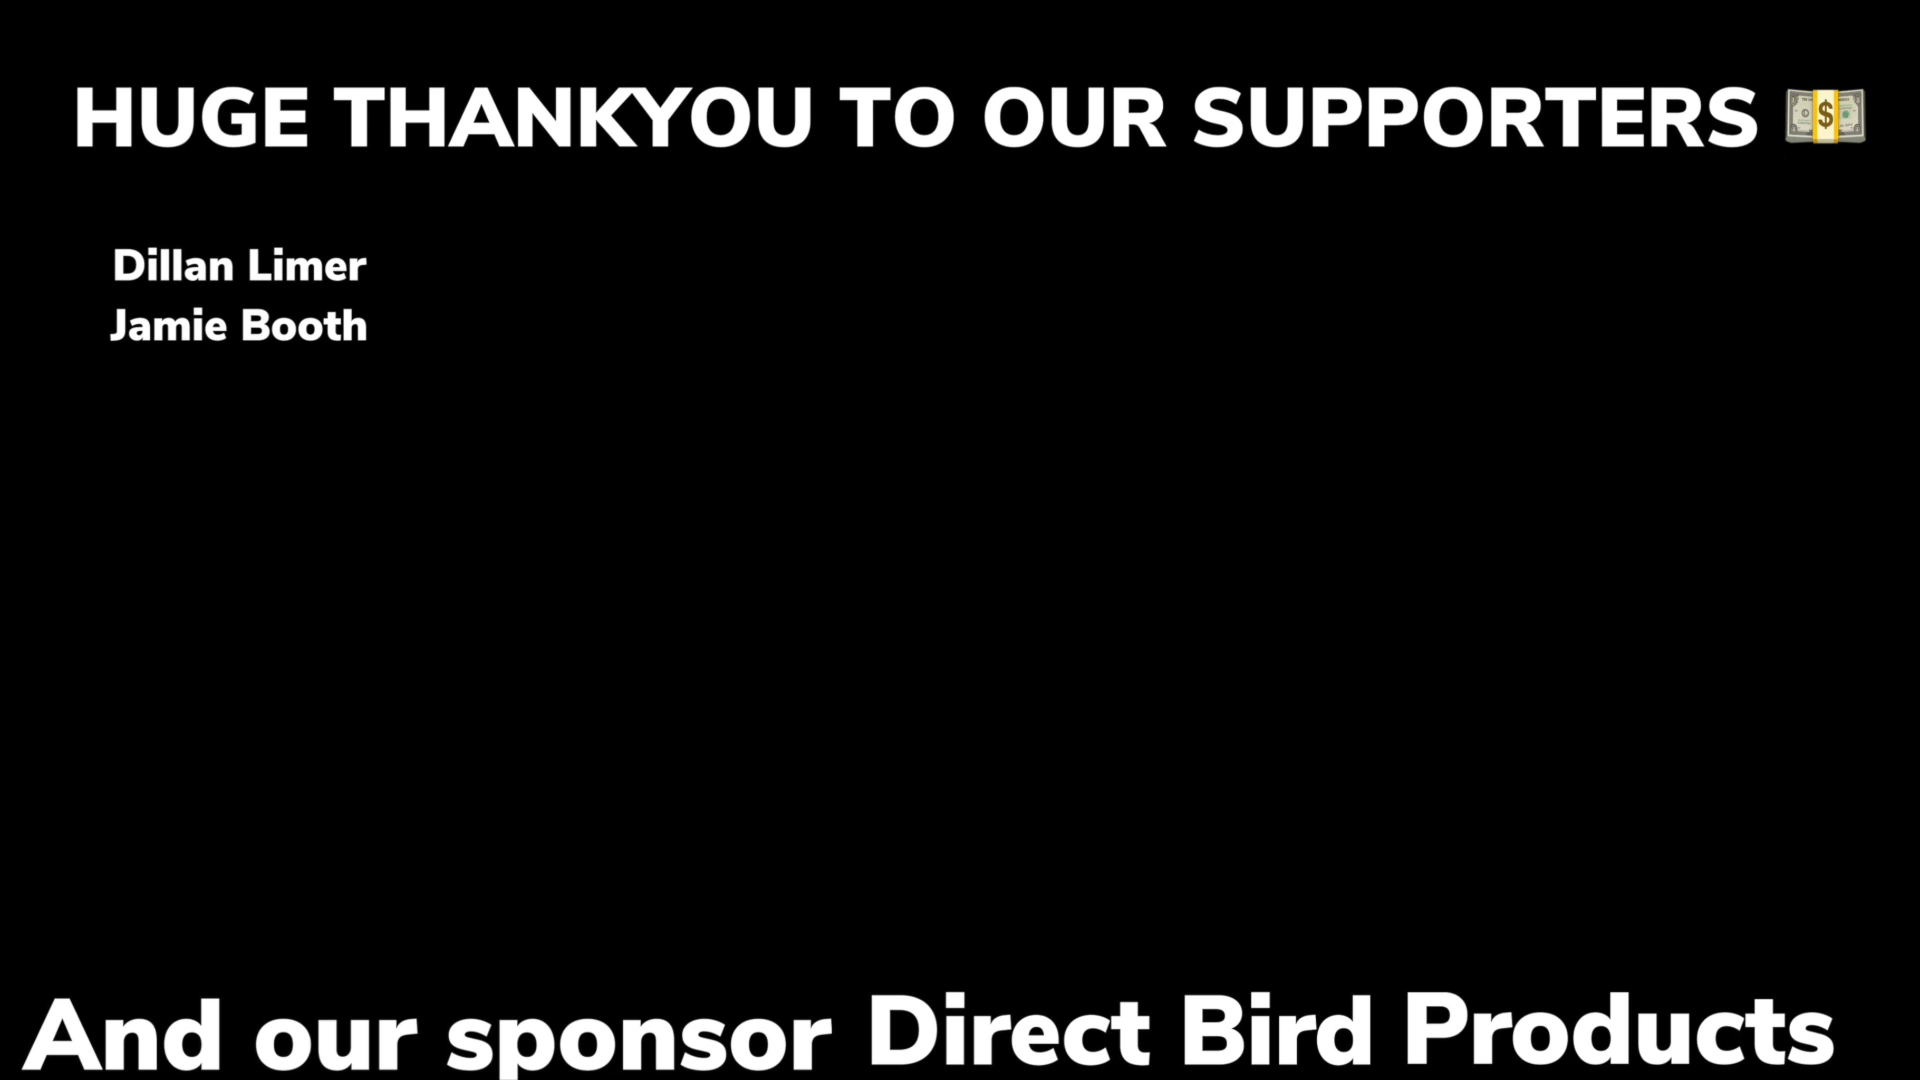 HUGE THANKYOU TO OUR SUPPORTERS 💵
Dillan Limer
Jamie Booth
And our sponsor Direct Bird Products